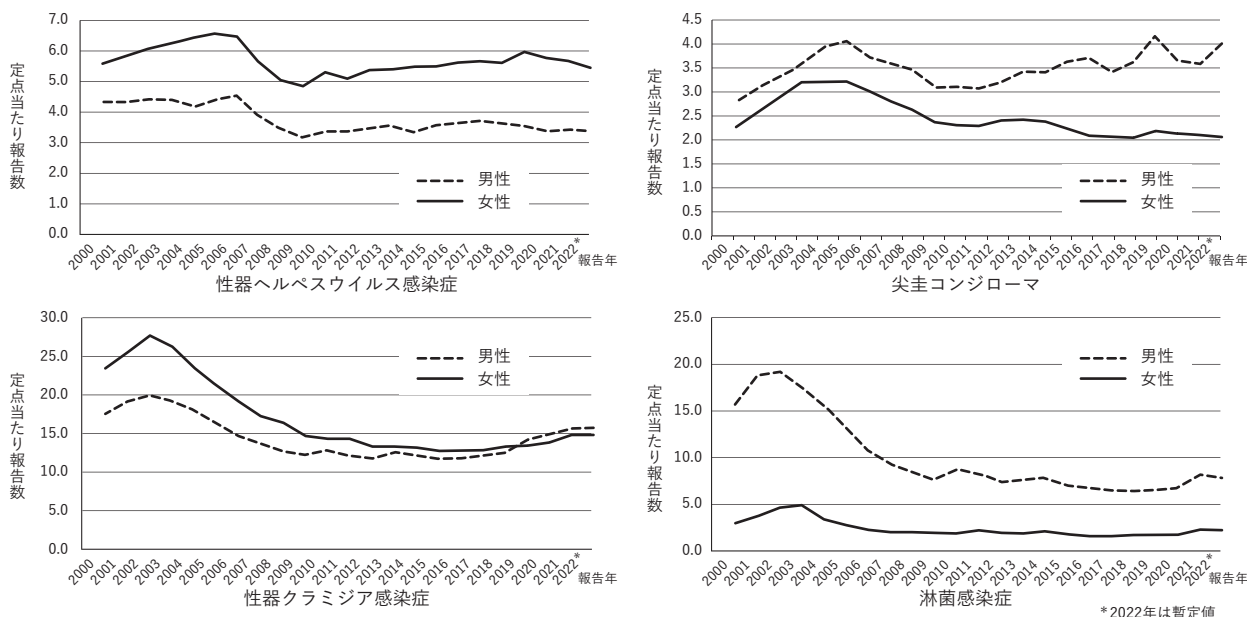 7.0
6.0
5.0
4.0
3.0
2.0
1.0
0.0
定点当たり報告数
男性
女性
2000 2001 2002 2003 2004 2005 2006 2007 2008 2009 2010 2011 2012 2013 2014 2015 2016 2017 2018 2019 2020 2021 2022* 報告年
性器ヘルペスウイルス感染症
4.5
4.0
3.5
3.0
2.5
2.0
1.5
1.0
0.5
0.0
定点当たり報告数
男性
女性
2000 2001 2002 2003 2004 2005 2006 2007 2008 2009 2010 2011 2012 2013 2014 2015 2016 2017 2018 2019 2020 2021 2022* 報告年
尖圭コンジローマ
30.0
25.0
20.0
15.0
10.0
5.0
0.0
定点当たり報告数
男性
女性
2000 2001 2002 2003 2004 2005 2006 2007 2008 2009 2010 2011 2012 2013 2014 2015 2016 2017 2018 2019 2020 2021 2022* 報告年
性器クラミジア感染症
25.0
20.0
15.0
10.0
5.0
0.0
定点当たり報告数
男性
女性
2000 2001 2002 2003 2004 2005 2006 2007 2008 2009 2010 2011 2012 2013 2014 2015 2016 2017 2018 2019 2020 2021 2022* 報告年
淋菌感染症
*2022年は暫定値